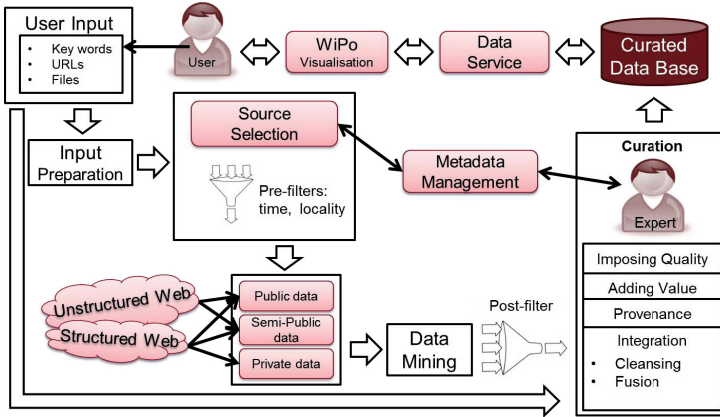 User Input
• Key words
• URLs
• Files
User
WiPo
Visualisation
Data
Service
Curated
Data Base
Input
Preparation
Source
Selection
Pre-filters:
time, locality
Metadata
Management
Curation
Expert
Imposing Quality
Adding Value
Provenance
Integration
• Cleansing
• Fusion
Unstructured Web
Structured Web
Public data
Semi-Public
data
Private data
Data
Mining
Post-filter